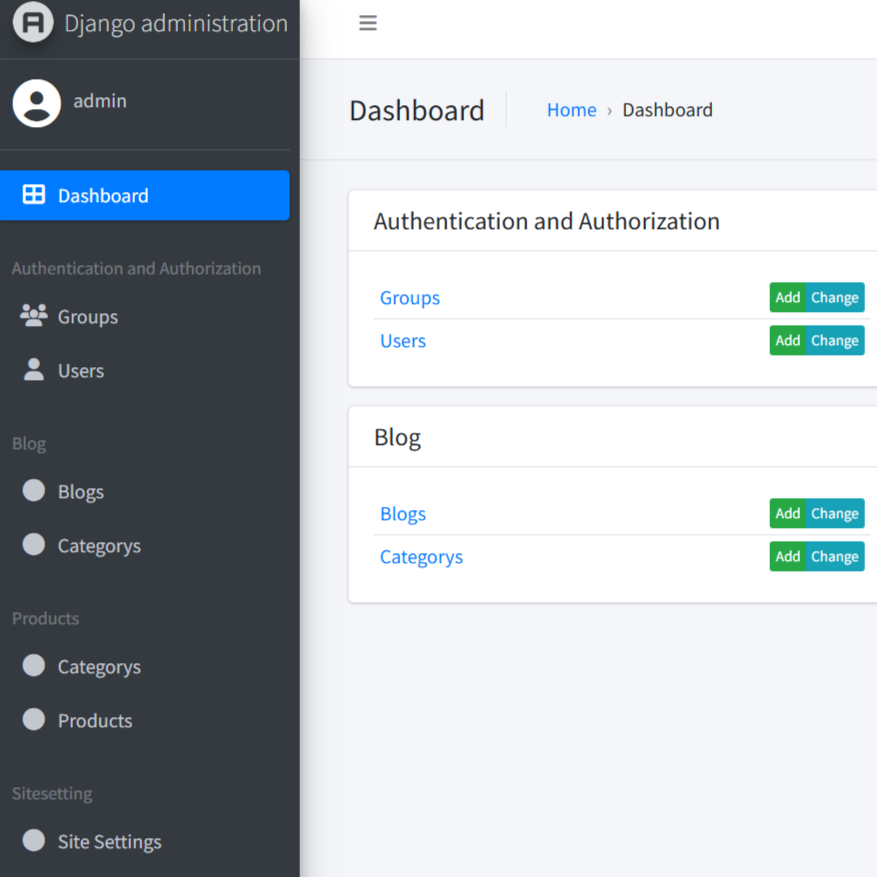 Django administration
admin
Dashboard
Authentication and Authorization
Groups
Users
Blog
Blogs
Categorys
Products
Categorys
Products
Sitesetting
Site Settings
Dashboard
Home › Dashboard
Authentication and Authorization
Groups Add Change
Users Add Change
Blog
Blogs Add Change
Categorys Add Change